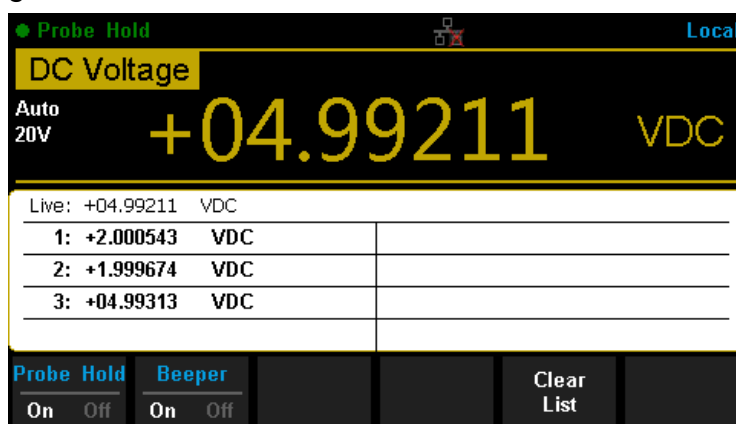 Probe Hold Local
DC Voltage
Auto
20V
+04.99211 VDC
Live: +04.99211 VDC
1: +2.000543 VDC
2: +1.999674 VDC
3: +04.99313 VDC
Probe Hold Beeper
Clear
List
On Off On Off